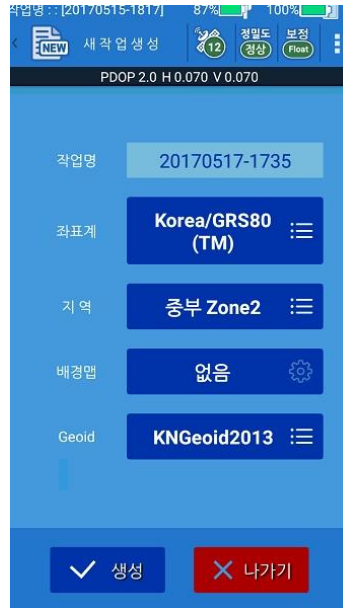 작업명 : : [20170515-1817] 87% 100%
NEW 새 작업 생성 12 정밀도 정상 보정 Float
PDOP 2.0 H 0.070 V 0.070
작업명 20170517-1735
좌표계 Korea/GRS80
(TM)
지 역 중부 Zone2
배경맵 없음
Geoid KNGeoid2013
생성 나가기